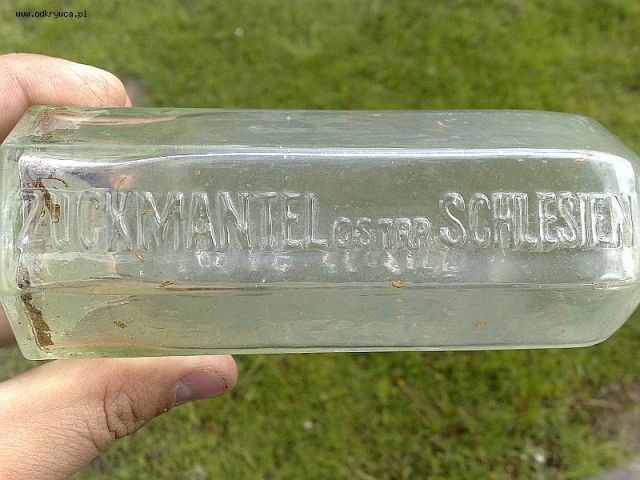 www.odkrywca.pl
ZUCKMANTEL OSTRR. SCHLESIEN